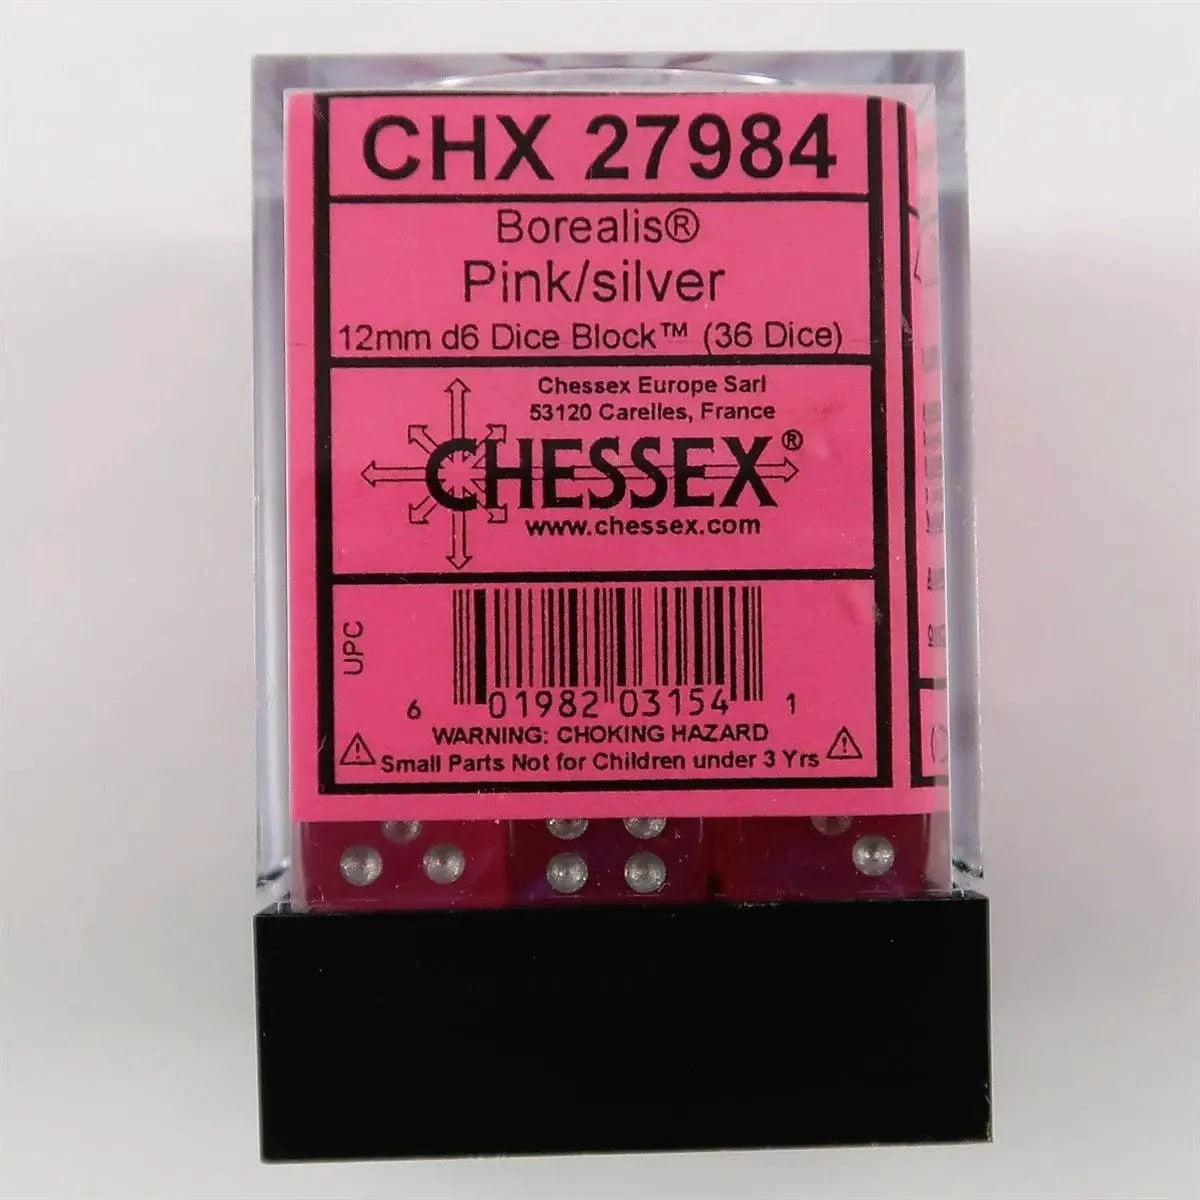 CHX 27984
Borealis®
Pink/silver
12mm d6 Dice Block™ (36 Dice)
Chessex Europe Sarl
53120 Carelles, France
CHESSEX®
www.chessex.com
UPC
6 01982 03154 1
WARNING: CHOKING HAZARD
Small Parts Not for Children under 3 Yrs